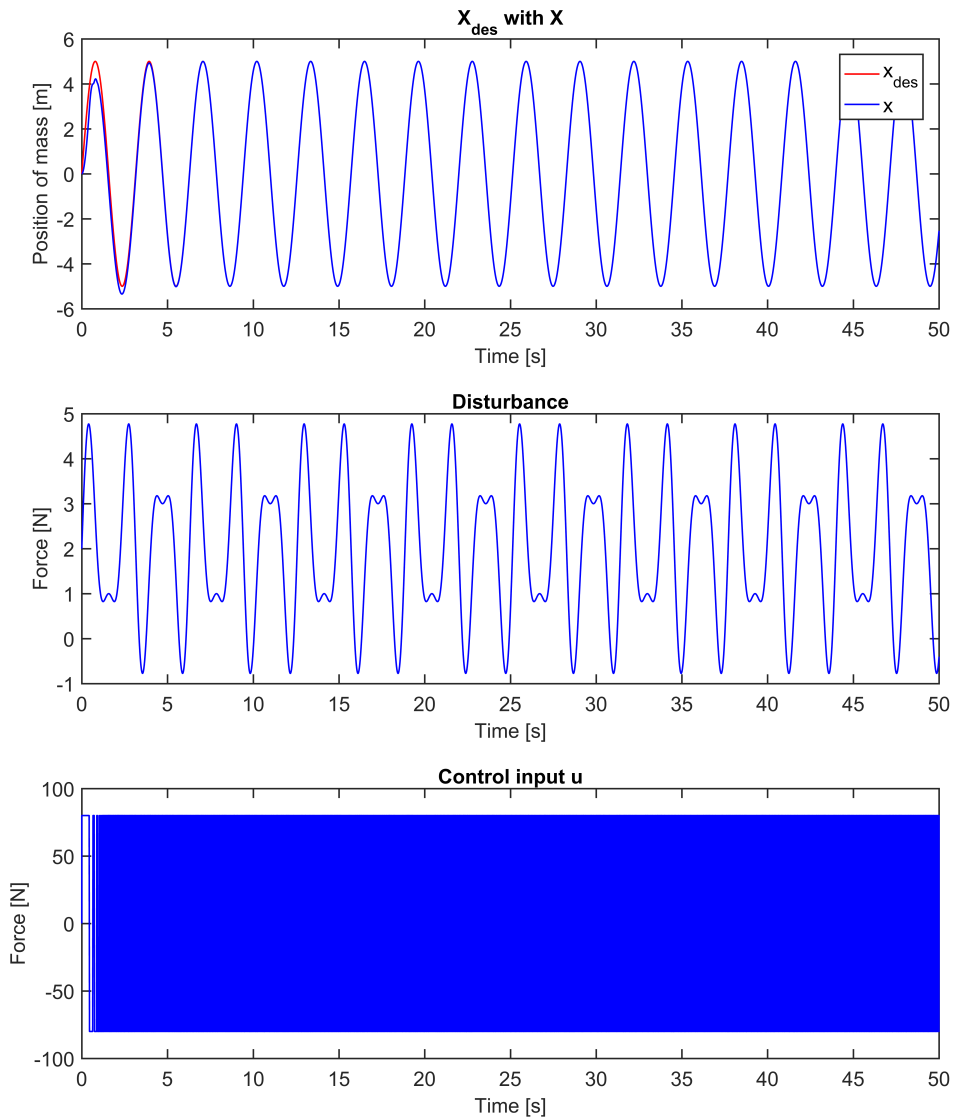 X_des with X
6
4
2
0
-2
-4
-6
Position of mass [m]
x_des
x
0 5 10 15 20 25 30 35 40 45 50
Time [s]
Disturbance
5
4
3
2
1
0
-1
Force [N]
0 5 10 15 20 25 30 35 40 45 50
Time [s]
Control input u
100
50
0
-50
-100
Force [N]
0 5 10 15 20 25 30 35 40 45 50
Time [s]